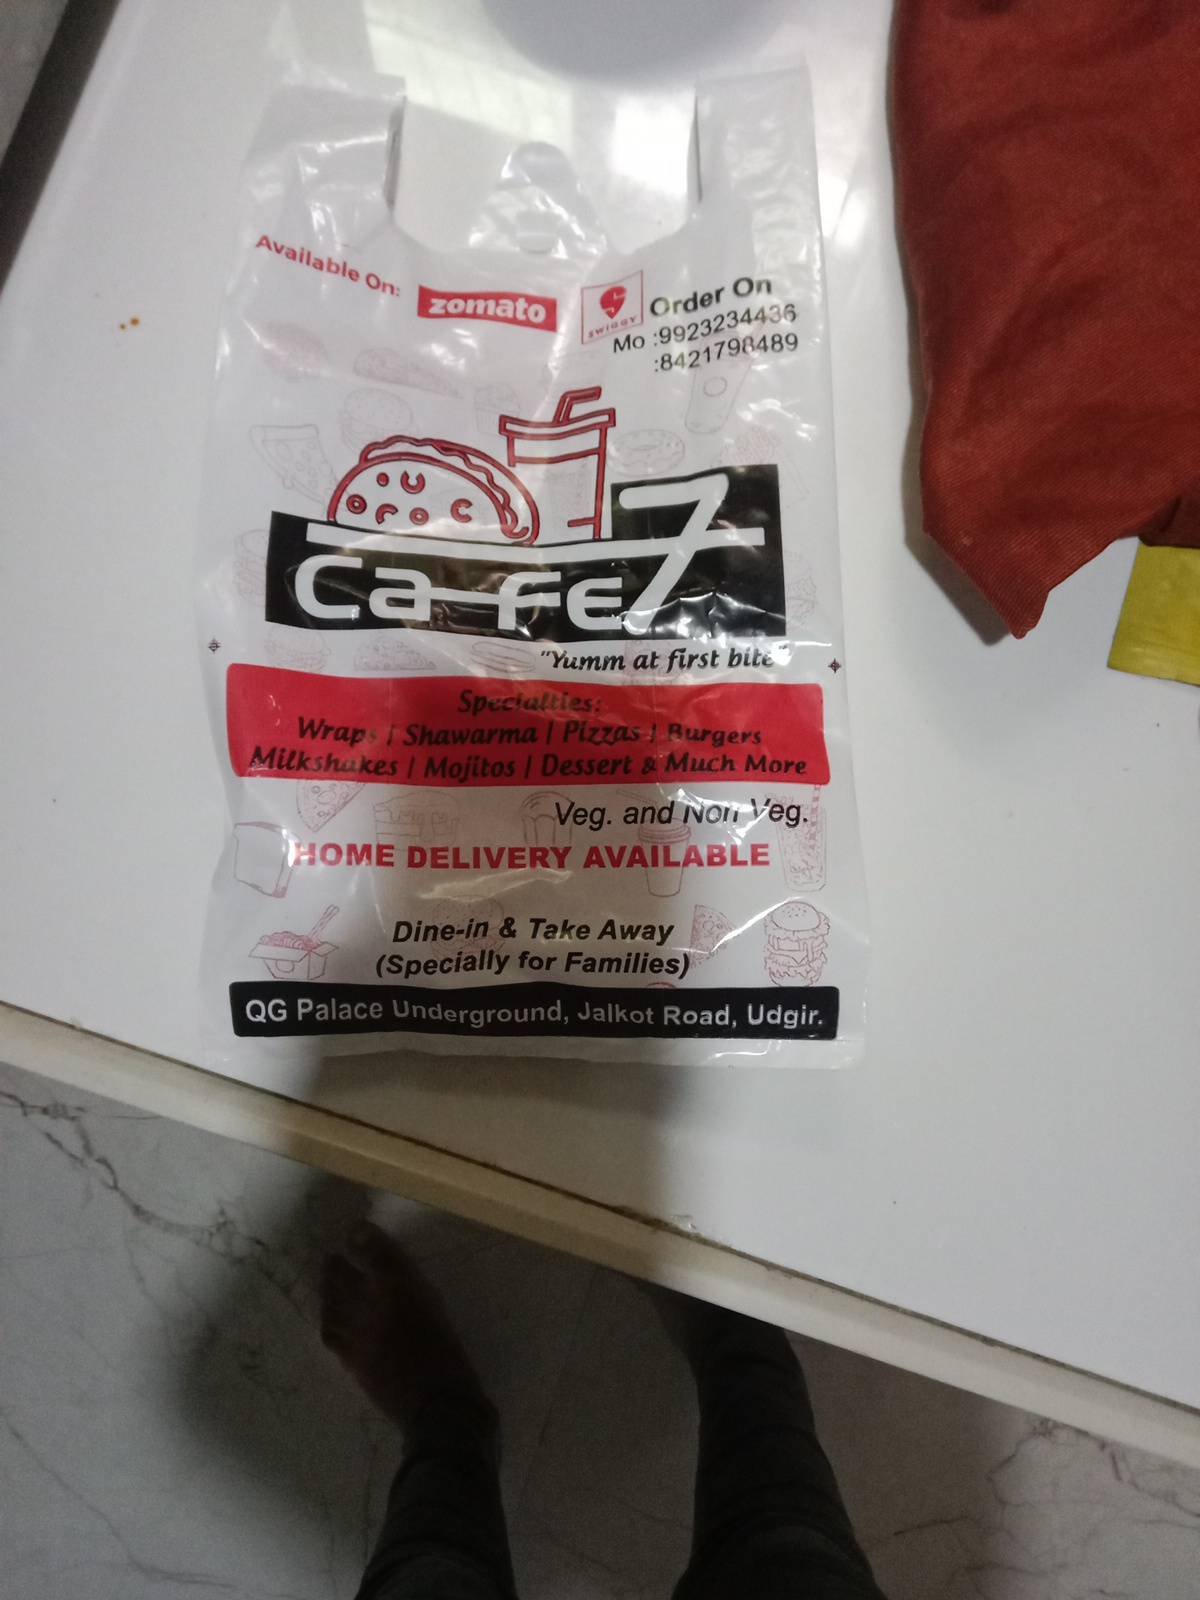 Available On: zomato
SWIGGY
Order On
Mo :9923234436
:8421798489
Cafe 7
"Yumm at first bite"
Specialties:
Wraps | Shawarma | Pizzas | Burgers
Milkshakes | Mojitos | Dessert & Much More
Veg. and Non Veg.
HOME DELIVERY AVAILABLE
Dine-in & Take Away
(Specially for Families)
QG Palace Underground, Jalkot Road, Udgir.